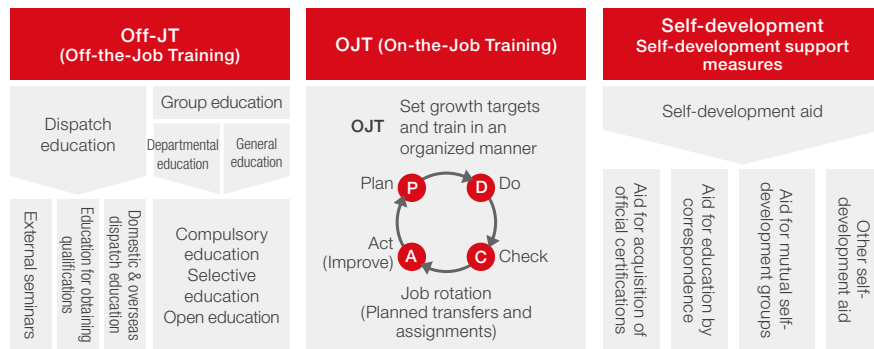 Off-JT
(Off-the-Job Training)
Dispatch
education
Group education
Departmental
education
General
education
External seminars
Education for obtaining
qualifications
Domestic & overseas
dispatch education
Compulsory
education
Selective
education
Open education
OJT (On-the-Job Training)
OJT
Set growth targets
and train in an
organized manner
Plan
P
D
Do
Act
(Improve)
A
C
Check
Job rotation
(Planned transfers and
assignments)
Self-development
Self-development support
measures
Self-development aid
Aid for acquisition of
official certifications
Aid for education by
correspondence
Aid for mutual self-
development groups
Other self-
development aid